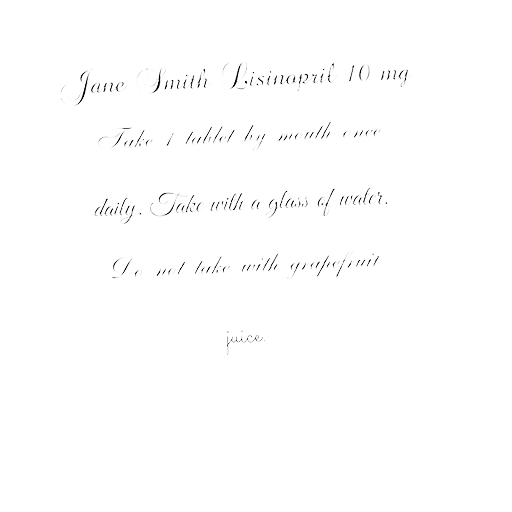 Jane Smith Lisinopril 10 mg
Take 1 tablet by mouth once
daily. Take with a glass of water.
Do not take with grapefruit
juice.